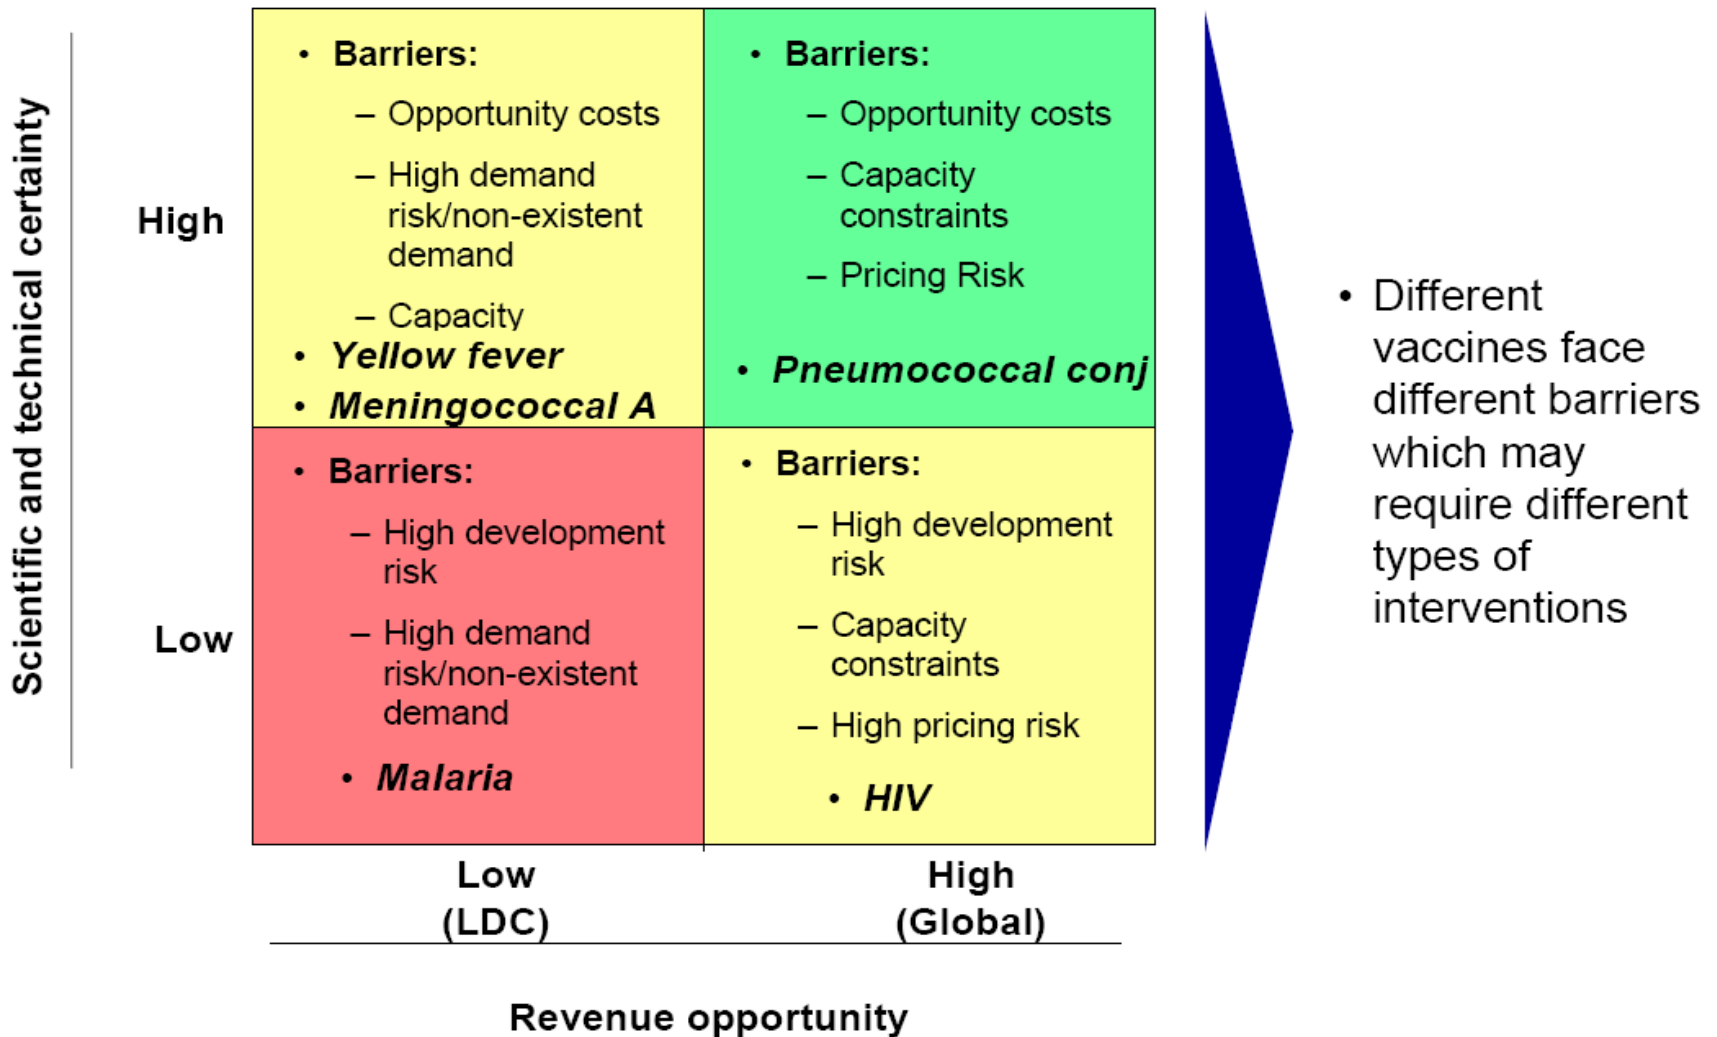 Scientific and technical certainty
High
Low
• Barriers:
– Opportunity costs
– High demand
risk/non-existent
demand
– Capacity
• Yellow fever
• Meningococcal A
• Barriers:
– Opportunity costs
– Capacity
constraints
– Pricing Risk
• Pneumococcal conj
• Barriers:
– High development
risk
– High demand
risk/non-existent
demand
• Malaria
• Barriers:
– High development
risk
– Capacity
constraints
– High pricing risk
• HIV
Low
(LDC)
High
(Global)
Revenue opportunity
• Different
vaccines face
different barriers
which may
require different
types of
interventions